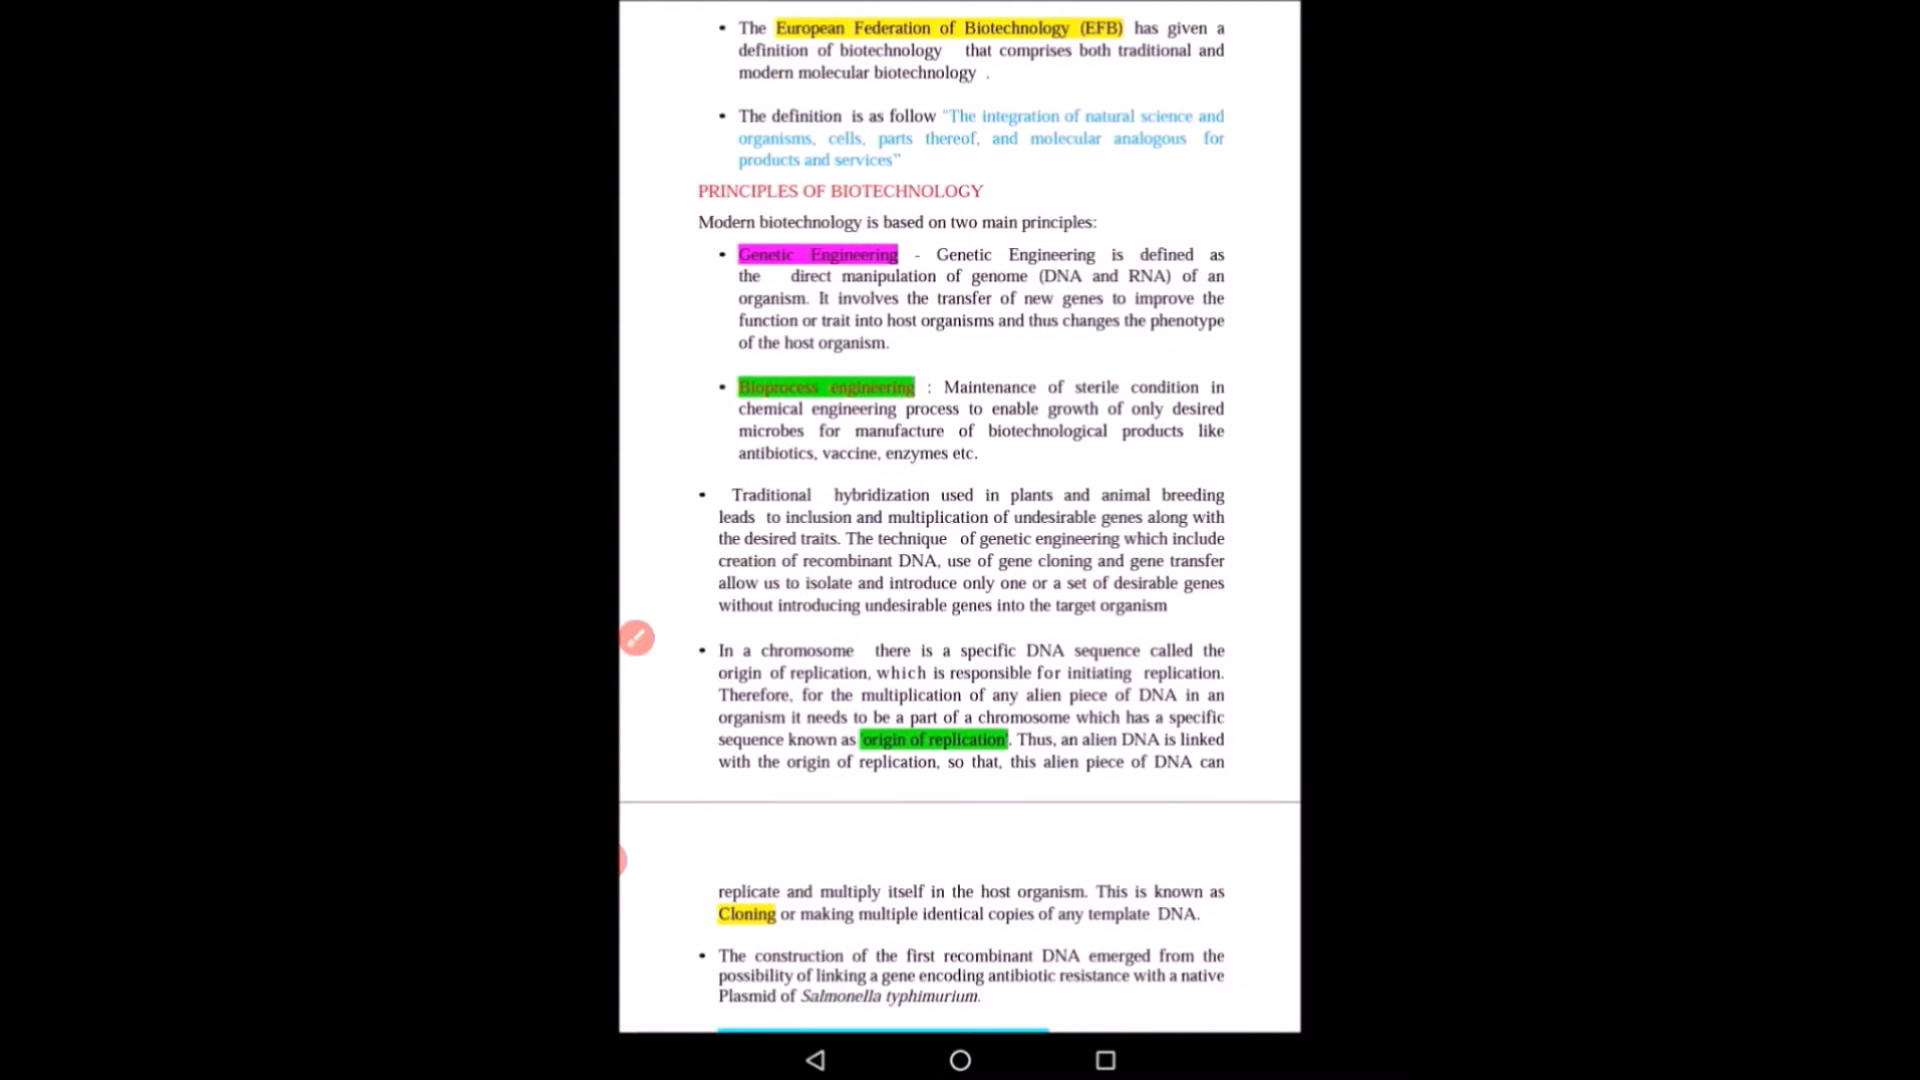 • The European Federation of Biotechnology (EFB) has given a
definition of biotechnology that comprises both traditional and
modern molecular biotechnology .
• The definition is as follow "The integration of natural science and
organisms, cells, parts thereof, and molecular analogous for
products and services"
PRINCIPLES OF BIOTECHNOLOGY
Modern biotechnology is based on two main principles:
• Genetic Engineering - Genetic Engineering is defined as
the direct manipulation of genome (DNA and RNA) of an
organism. It involves the transfer of new genes to improve the
function or trait into host organisms and thus changes the phenotype
of the host organism.
• Bioprocess engineering : Maintenance of sterile condition in
chemical engineering process to enable growth of only desired
microbes for manufacture of biotechnological products like
antibiotics, vaccine, enzymes etc.
• Traditional hybridization used in plants and animal breeding
leads to inclusion and multiplication of undesirable genes along with
the desired traits. The technique of genetic engineering which include
creation of recombinant DNA, use of gene cloning and gene transfer
allow us to isolate and introduce only one or a set of desirable genes
without introducing undesirable genes into the target organism
• In a chromosome there is a specific DNA sequence called the
origin of replication, which is responsible for initiating replication.
Therefore, for the multiplication of any alien piece of DNA in an
organism it needs to be a part of a chromosome which has a specific
sequence known as 'origin of replication'. Thus, an alien DNA is linked
with the origin of replication, so that, this alien piece of DNA can
replicate and multiply itself in the host organism. This is known as
Cloning or making multiple identical copies of any template DNA.
• The construction of the first recombinant DNA emerged from the
possibility of linking a gene encoding antibiotic resistance with a native
Plasmid of Salmonella typhimurium.